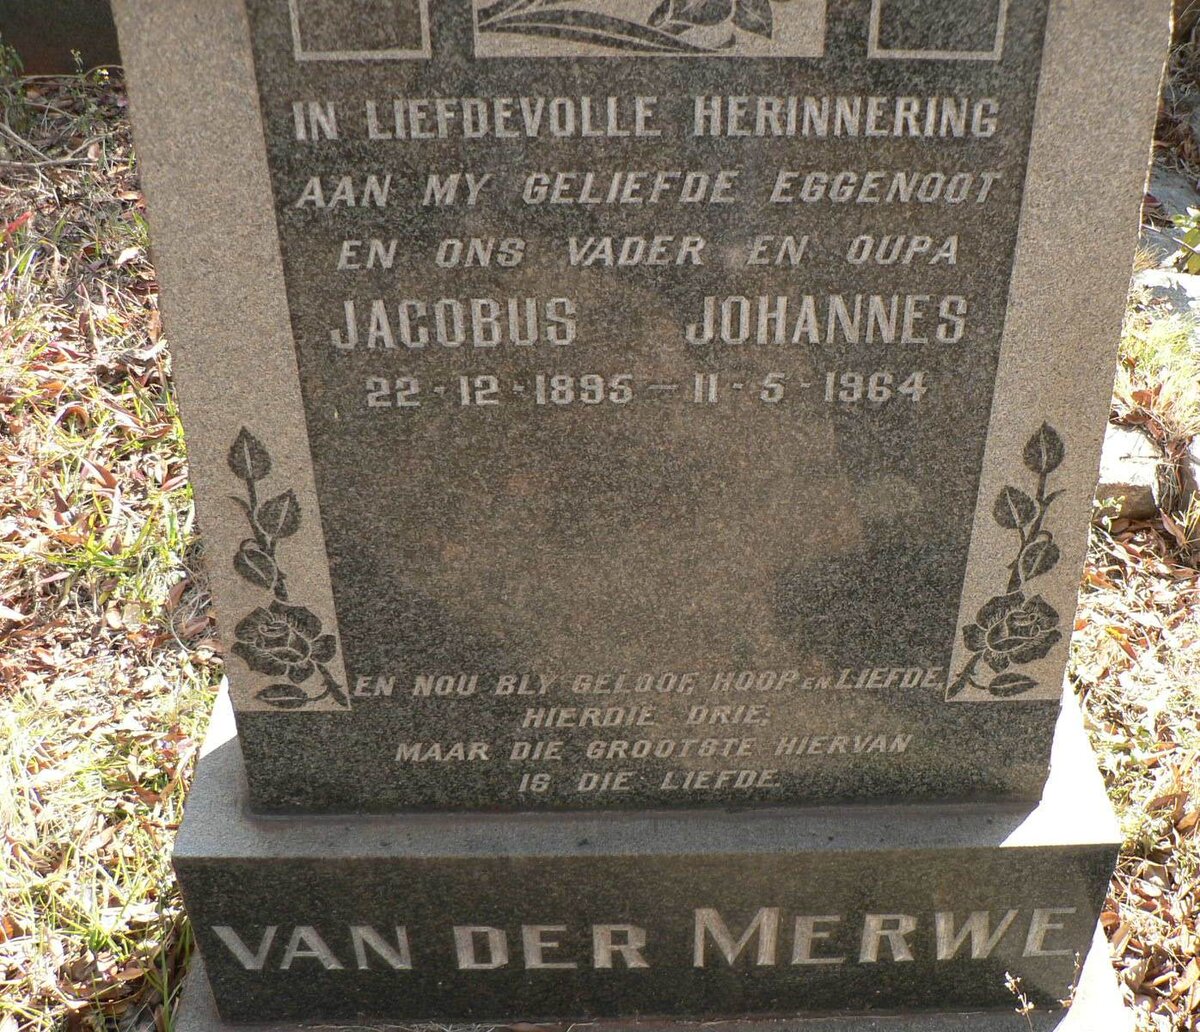 IN LIEFDEVOLLE HERINNERING
AAN MY GELIEFDE EGGENOOT
EN ONS VADER EN OUPA
JACOBUS JOHANNES
22-12-1895-11-5-1964
EN NOU BLY GELOOF, HOOP en LIEFDE,
HIERDIE DRIE;
MAAR DIE GROOTSTE HIERVAN
IS DIE LIEFDE.
VAN DER MERWE